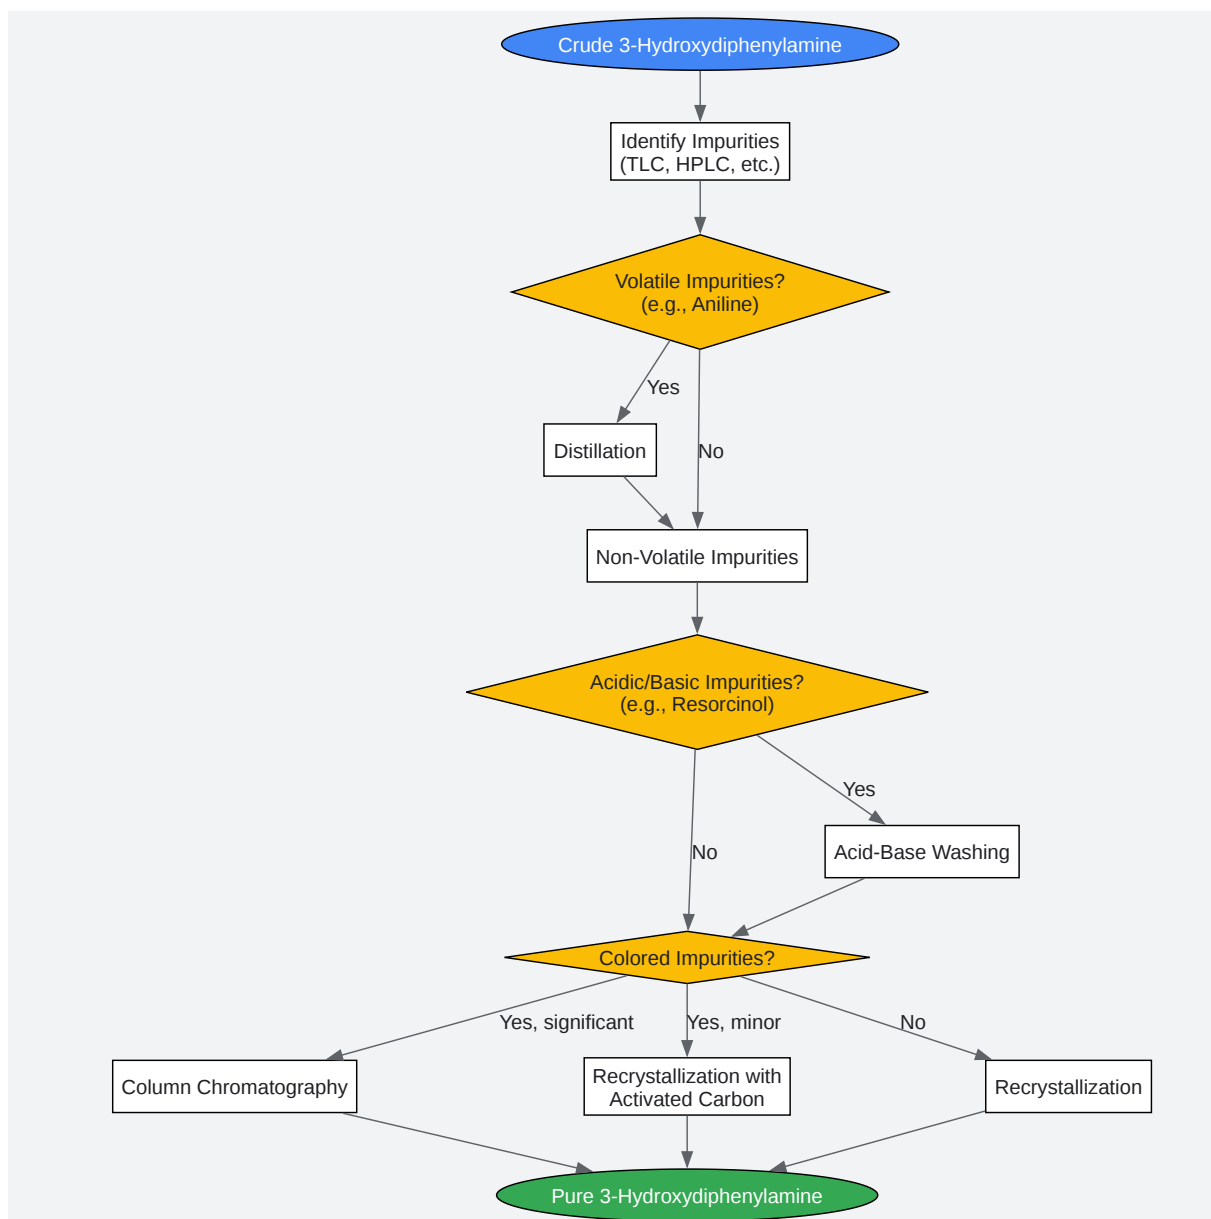 Crude 3-Hydroxydiphenylamine
Identify Impurities
(TLC, HPLC, etc.)
Volatile Impurities?
(e.g., Aniline)
Yes
Distillation
No
Non-Volatile Impurities
Acidic/Basic Impurities?
(e.g., Resorcinol)
Yes
No
Acid-Base Washing
Colored Impurities?
Yes, significant
Yes, minor
No
Column Chromatography
Recrystallization with
Activated Carbon
Recrystallization
Pure 3-Hydroxydiphenylamine